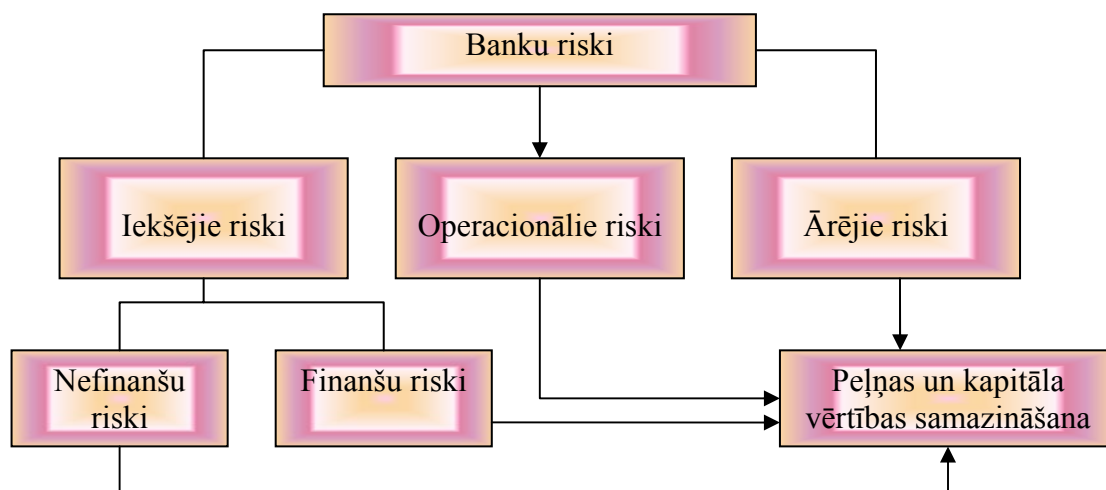 Banku riski
Iekšējie riski
Operacionālie riski
Ārējie riski
Nefinanšu
riski
Finanšu riski
Peļņas un kapitāla
vērtības samazināšana